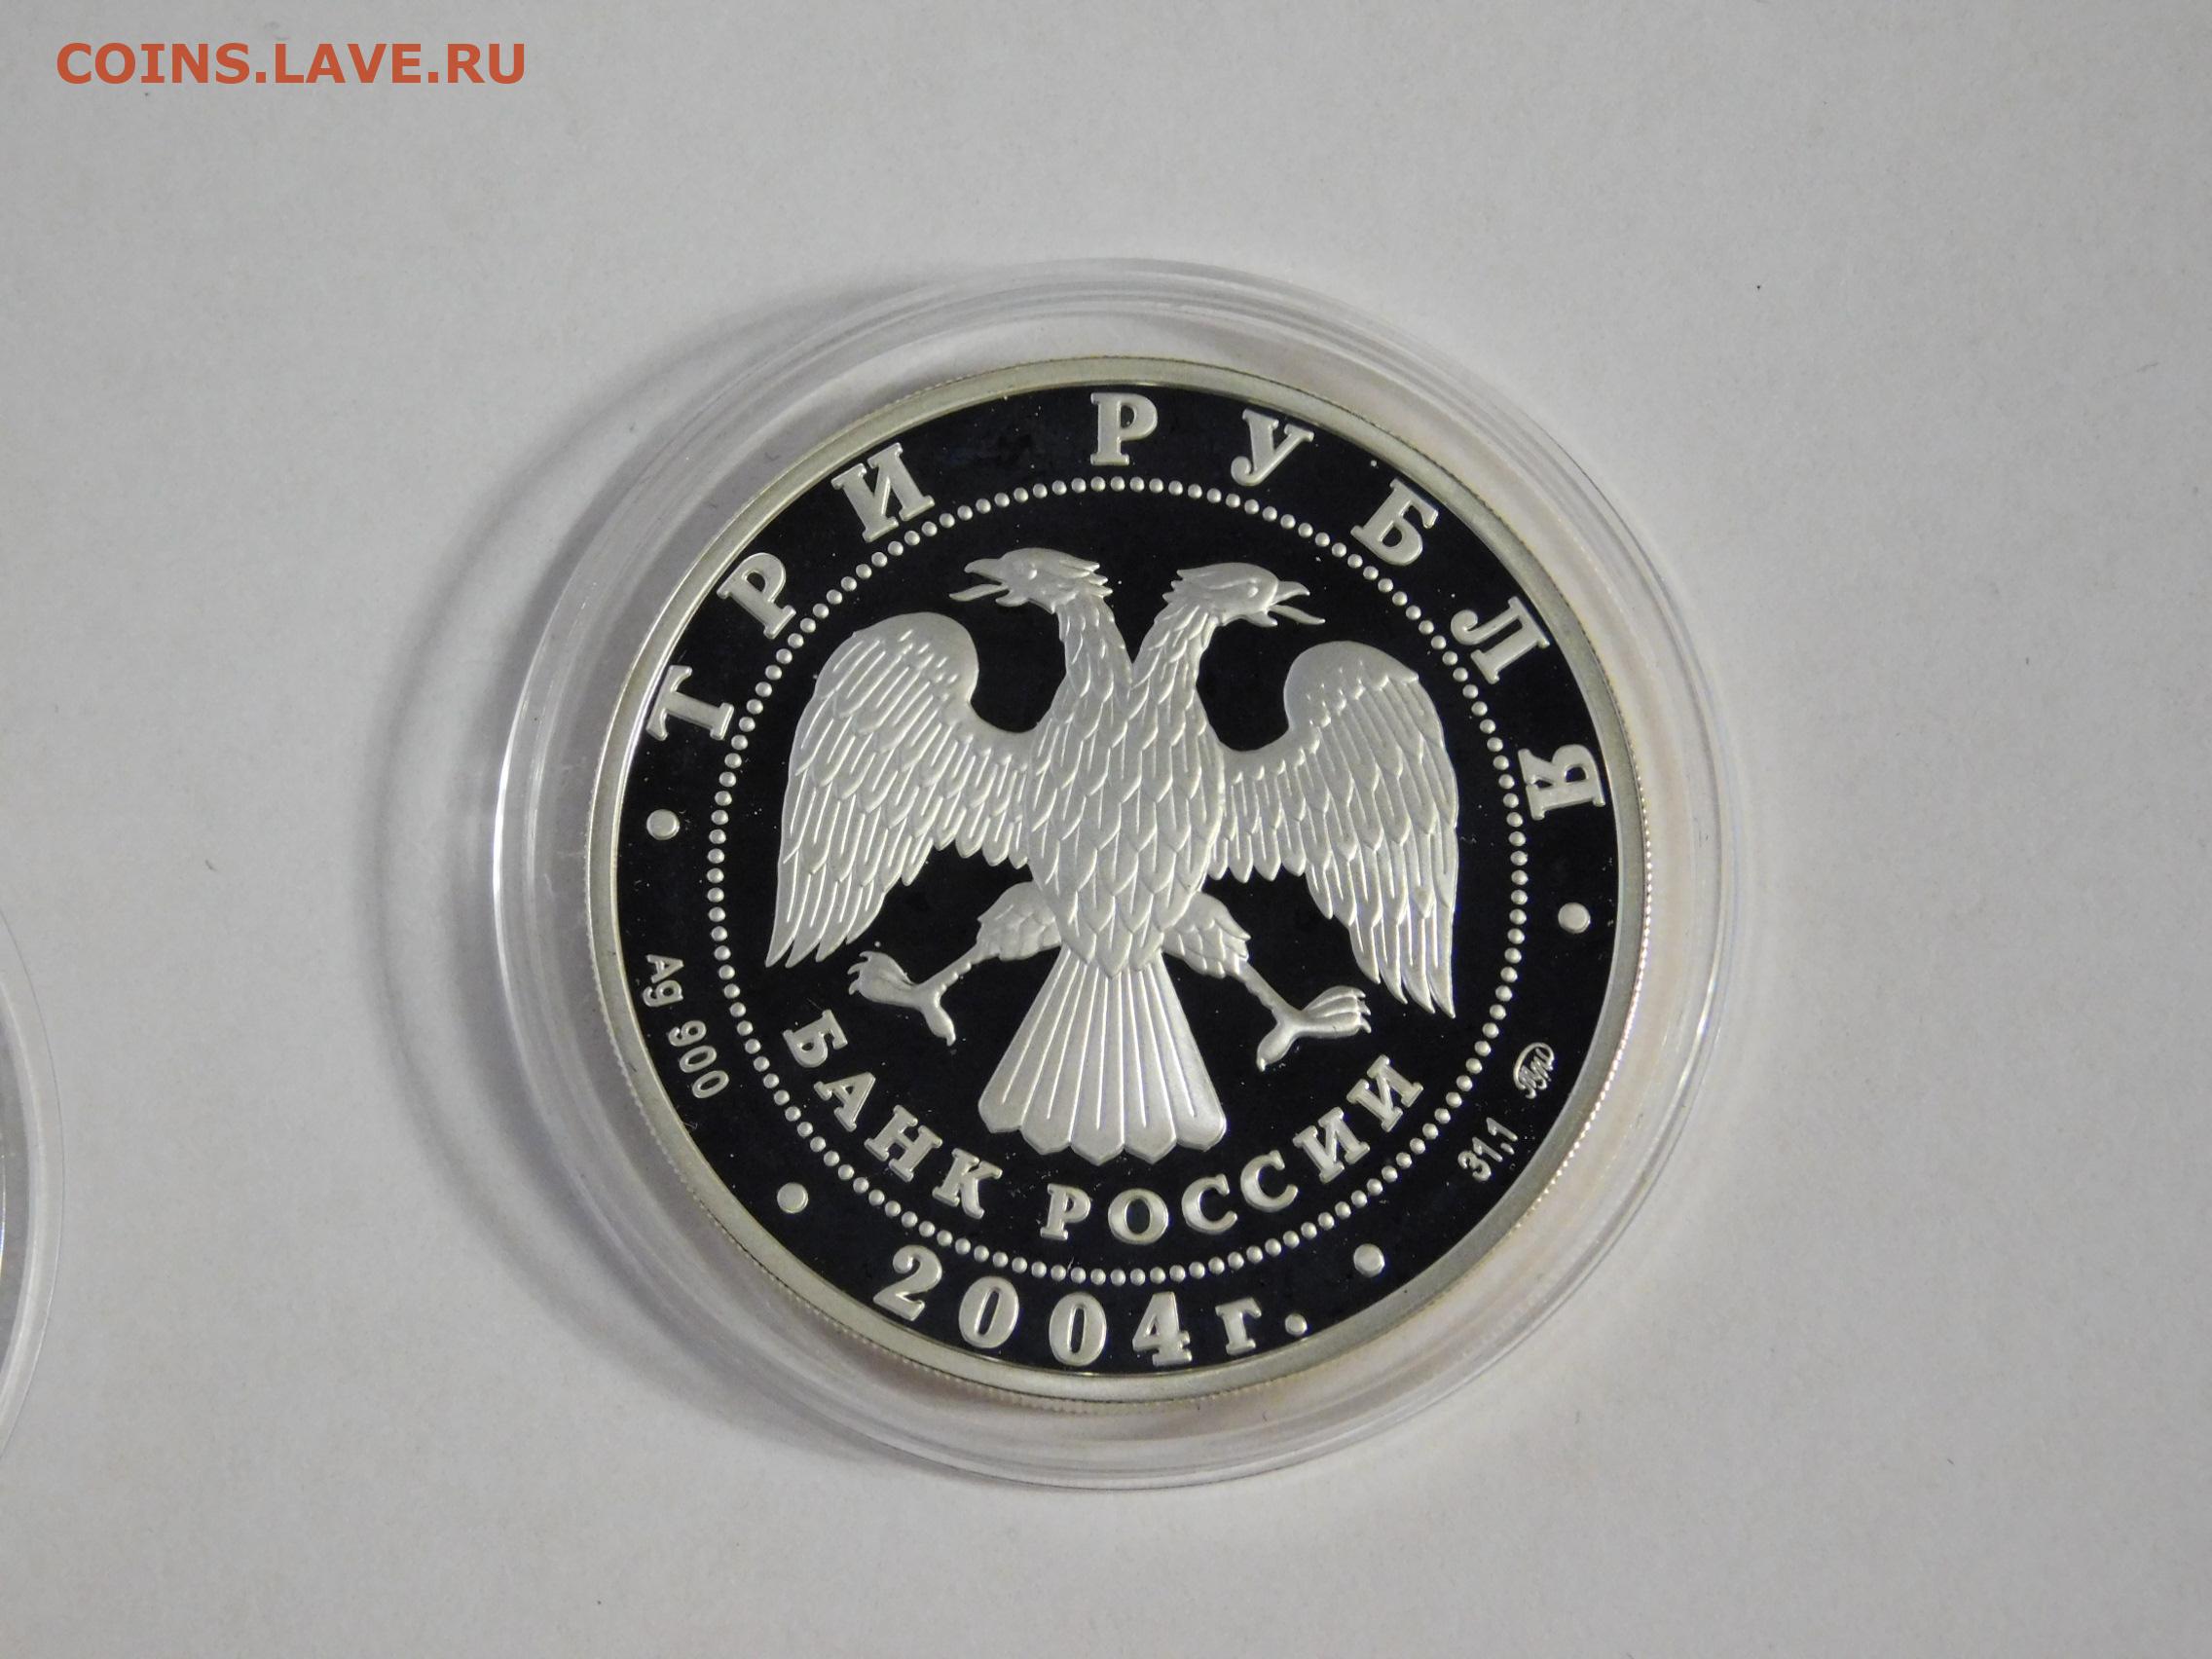 COINS.LAVE.RU
ТРИ РУБЛЯ
БАНК РОССИИ
Ag 900
31,1
2004г.